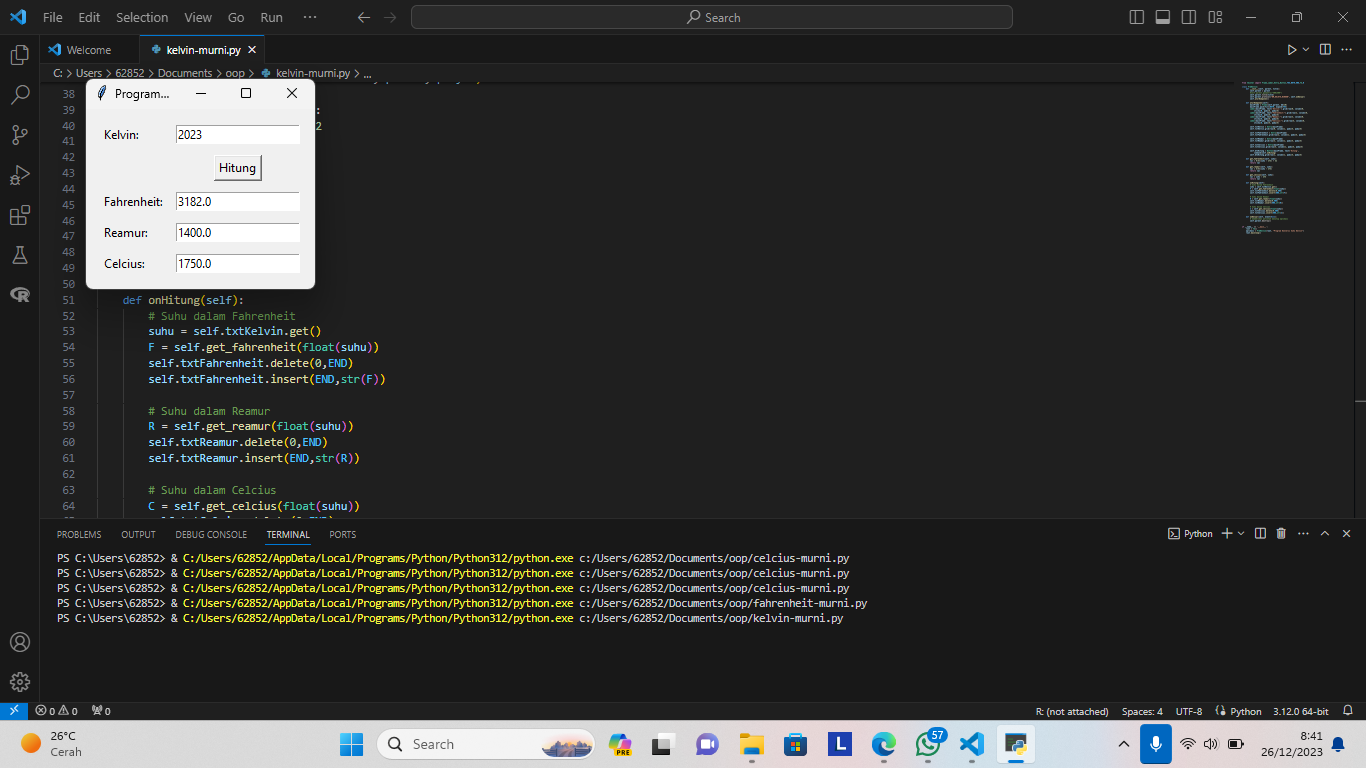 File Edit Selection View Go Run ··· Search
Welcome kelvin-murni.py
C: > Users > 62852 > Documents > oop > kelvin-murni.py > ...
Program...
Kelvin: 2023
Hitung
Fahrenheit: 3182.0
Reamur: 1400.0
Celcius: 1750.0
38
39 :
40 2
41
42
43
44
45
46
47
48
49
50
51 def onHitung(self):
52 # Suhu dalam Fahrenheit
53 suhu = self.txtKelvin.get()
54 F = self.get_fahrenheit(float(suhu))
55 self.txtFahrenheit.delete(0,END)
56 self.txtFahrenheit.insert(END,str(F))
57
58 # Suhu dalam Reamur
59 R = self.get_reamur(float(suhu))
60 self.txtReamur.delete(0,END)
61 self.txtReamur.insert(END,str(R))
62
63 # Suhu dalam Celcius
64 C = self.get_celcius(float(suhu))
PROBLEMS OUTPUT DEBUG CONSOLE TERMINAL PORTS Python
PS C:\Users\62852> & C:/Users/62852/AppData/Local/Programs/Python/Python312/python.exe c:/Users/62852/Documents/oop/celcius-murni.py
PS C:\Users\62852> & C:/Users/62852/AppData/Local/Programs/Python/Python312/python.exe c:/Users/62852/Documents/oop/celcius-murni.py
PS C:\Users\62852> & C:/Users/62852/AppData/Local/Programs/Python/Python312/python.exe c:/Users/62852/Documents/oop/celcius-murni.py
PS C:\Users\62852> & C:/Users/62852/AppData/Local/Programs/Python/Python312/python.exe c:/Users/62852/Documents/oop/fahrenheit-murni.py
PS C:\Users\62852> & C:/Users/62852/AppData/Local/Programs/Python/Python312/python.exe c:/Users/62852/Documents/oop/kelvin-murni.py
0 0 0 R: (not attached) Spaces: 4 UTF-8 Python 3.12.0 64-bit
26°C
Cerah
Search
PRE
L
57
8:41
26/12/2023